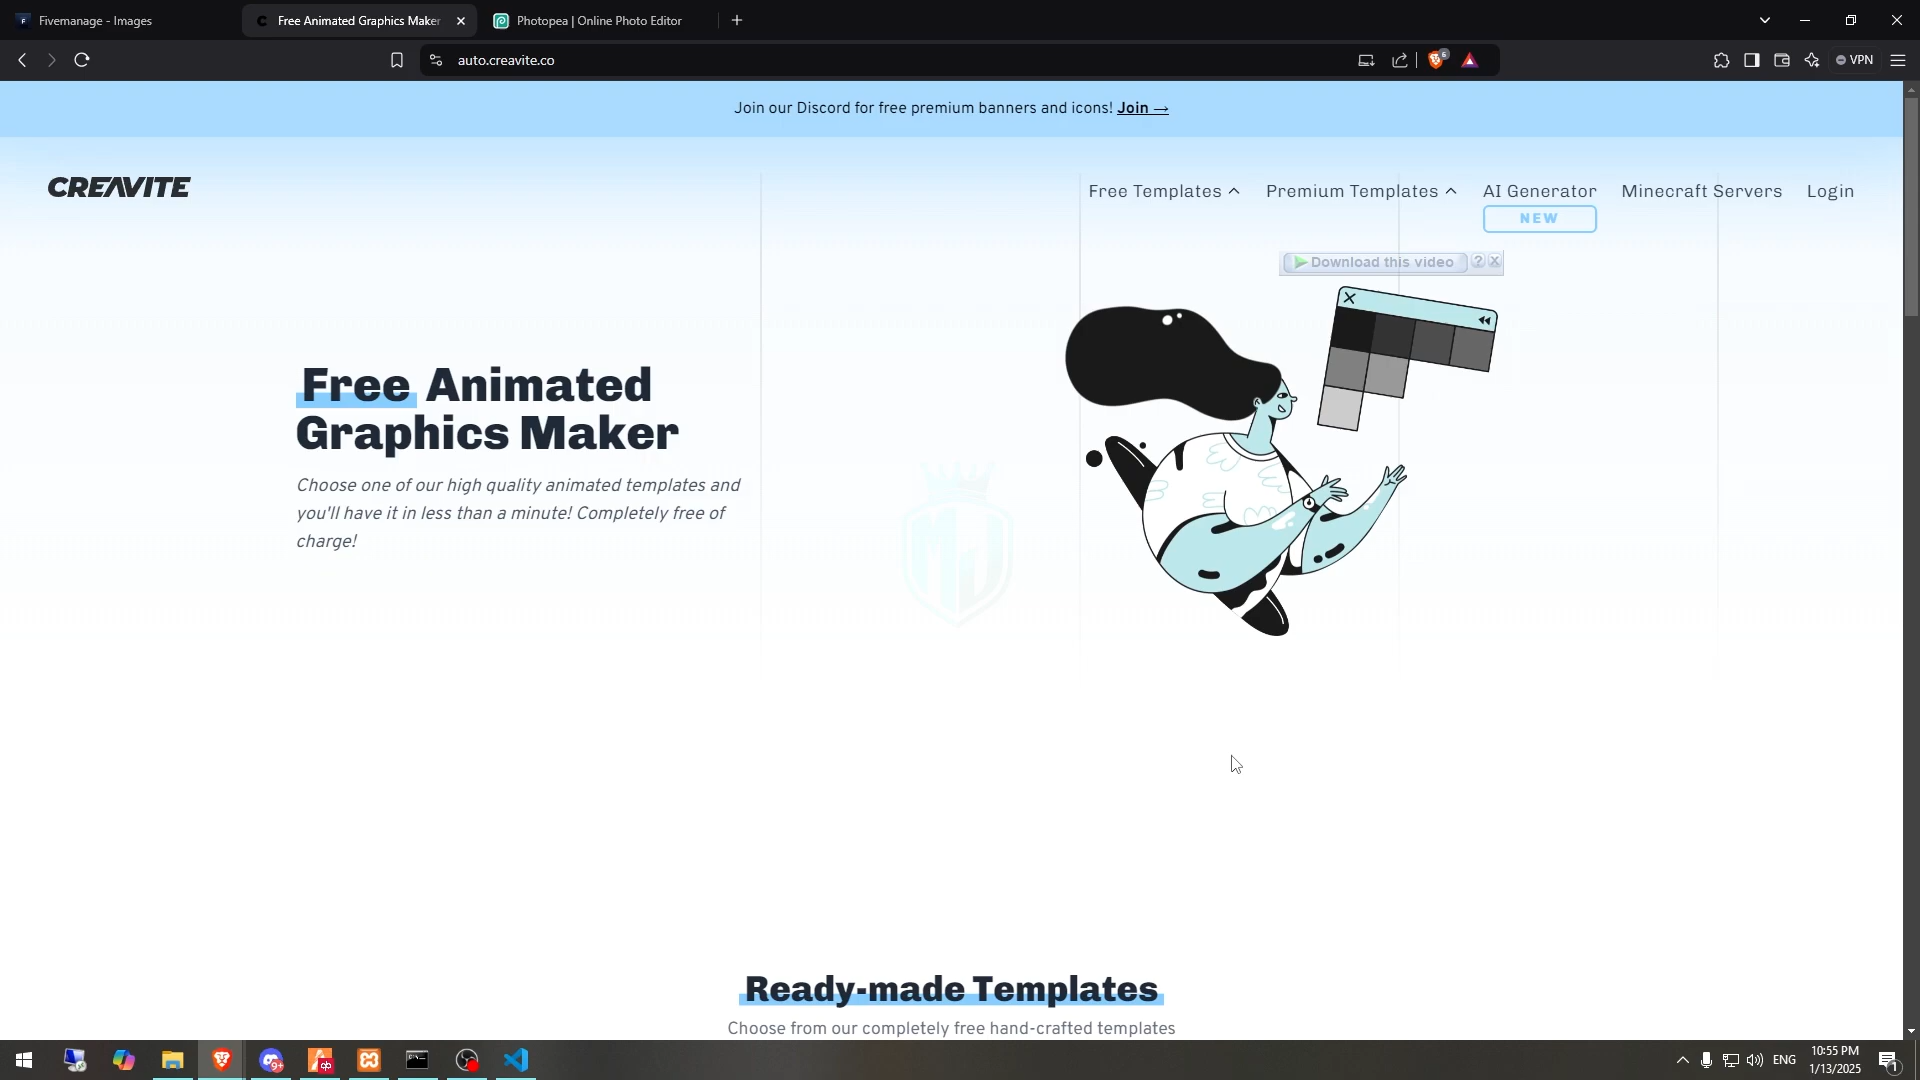 Fivemanage - Images
Free Animated Graphics Maker
Photopea | Online Photo Editor
auto.creavite.co
6
VPN
Join our Discord for free premium banners and icons! Join →
CREAVITE
Free Templates
Premium Templates
AI Generator
NEW
Minecraft Servers
Login
Download this video
?
X
Free Animated
Graphics Maker
Choose one of our high quality animated templates and
you'll have it in less than a minute! Completely free of
charge!
MJ
Ready-made Templates
Choose from our completely free hand-crafted templates
9+
ENG
10:55 PM
1/13/2025
1